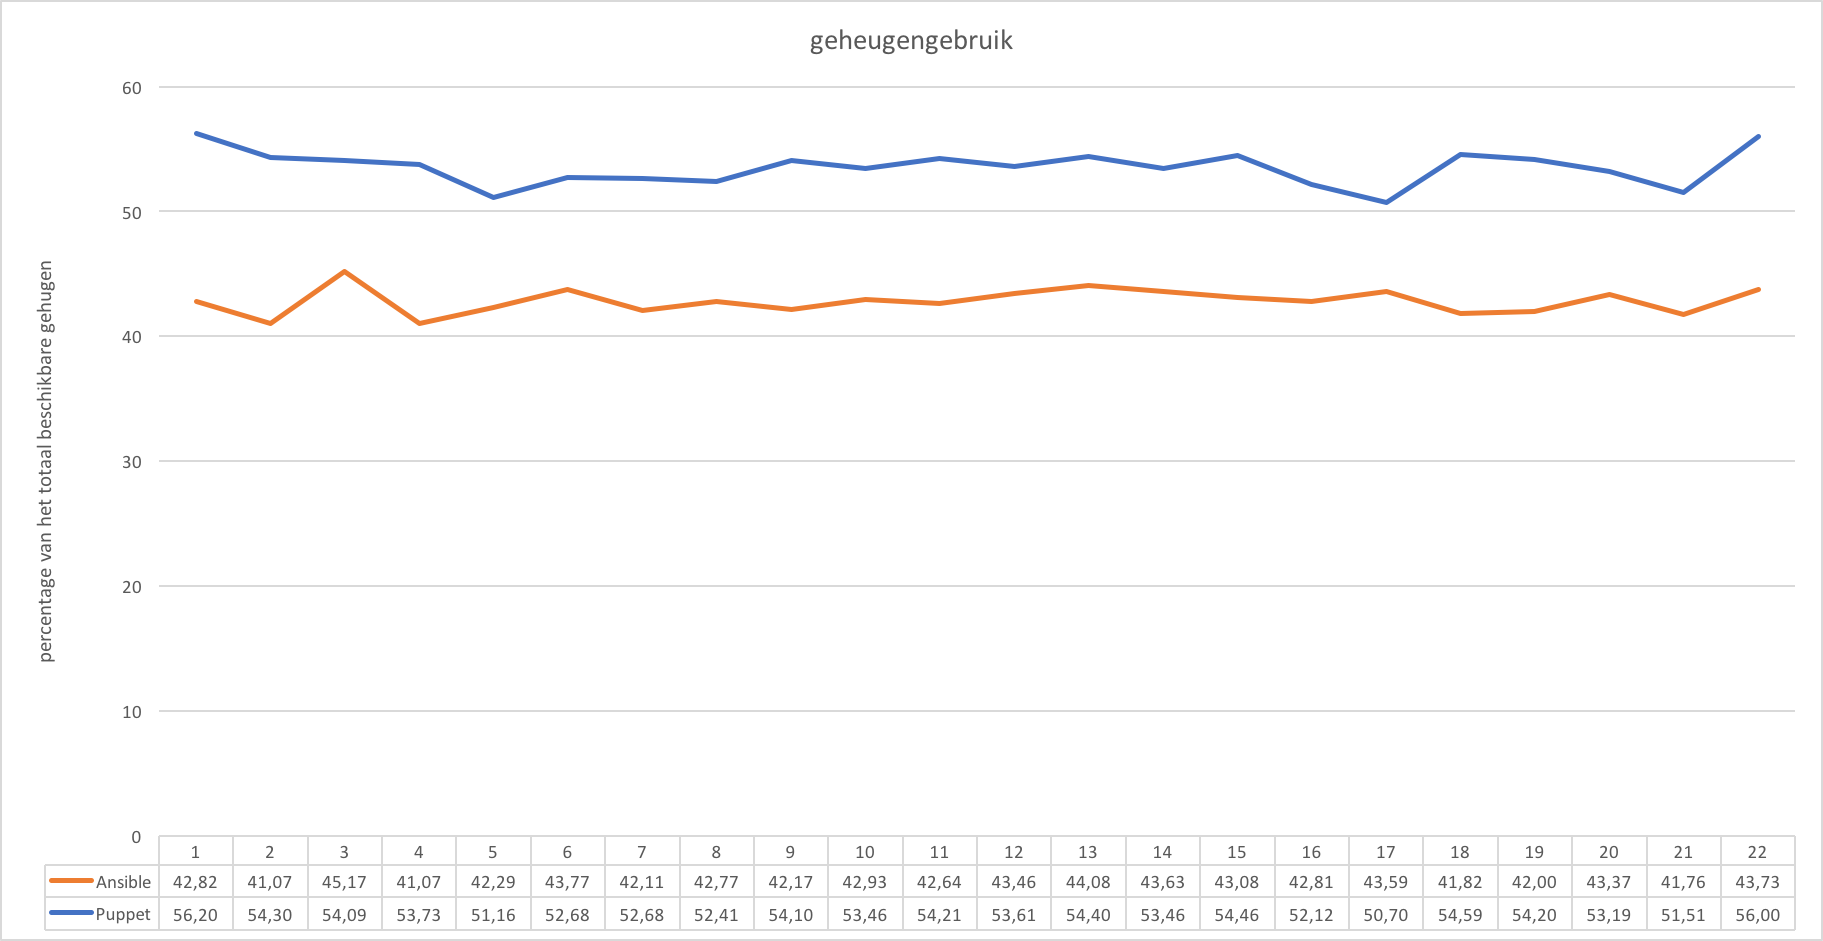 geheugengebruik
percentage van het totaal beschikbare gehugen
60
50
40
30
20
10
0
1 2 3 4 5 6 7 8 9 10 11 12 13 14 15 16 17 18 19 20 21 22
Ansible 42,82 41,07 45,17 41,07 42,29 43,77 42,11 42,77 42,17 42,93 42,64 43,46 44,08 43,63 43,08 42,81 43,59 41,82 42,00 43,37 41,76 43,73
Puppet 56,20 54,30 54,09 53,73 51,16 52,68 52,68 52,41 54,10 53,46 54,21 53,61 54,40 53,46 54,46 52,12 50,70 54,59 54,20 53,19 51,51 56,00